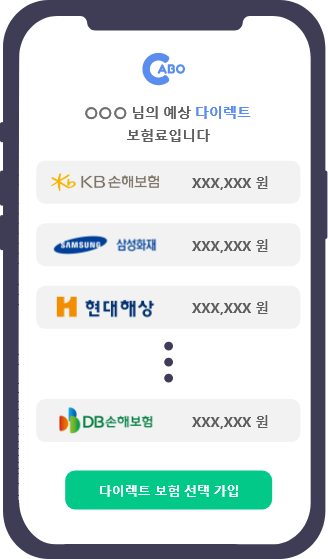 CABO
○○○ 님의 예상 다이렉트
보험료입니다
KB손해보험 XXX,XXX 원
SAMSUNG 삼성화재 XXX,XXX 원
현대해상 XXX,XXX 원
DB손해보험 XXX,XXX 원
다이렉트 보험 선택 가입